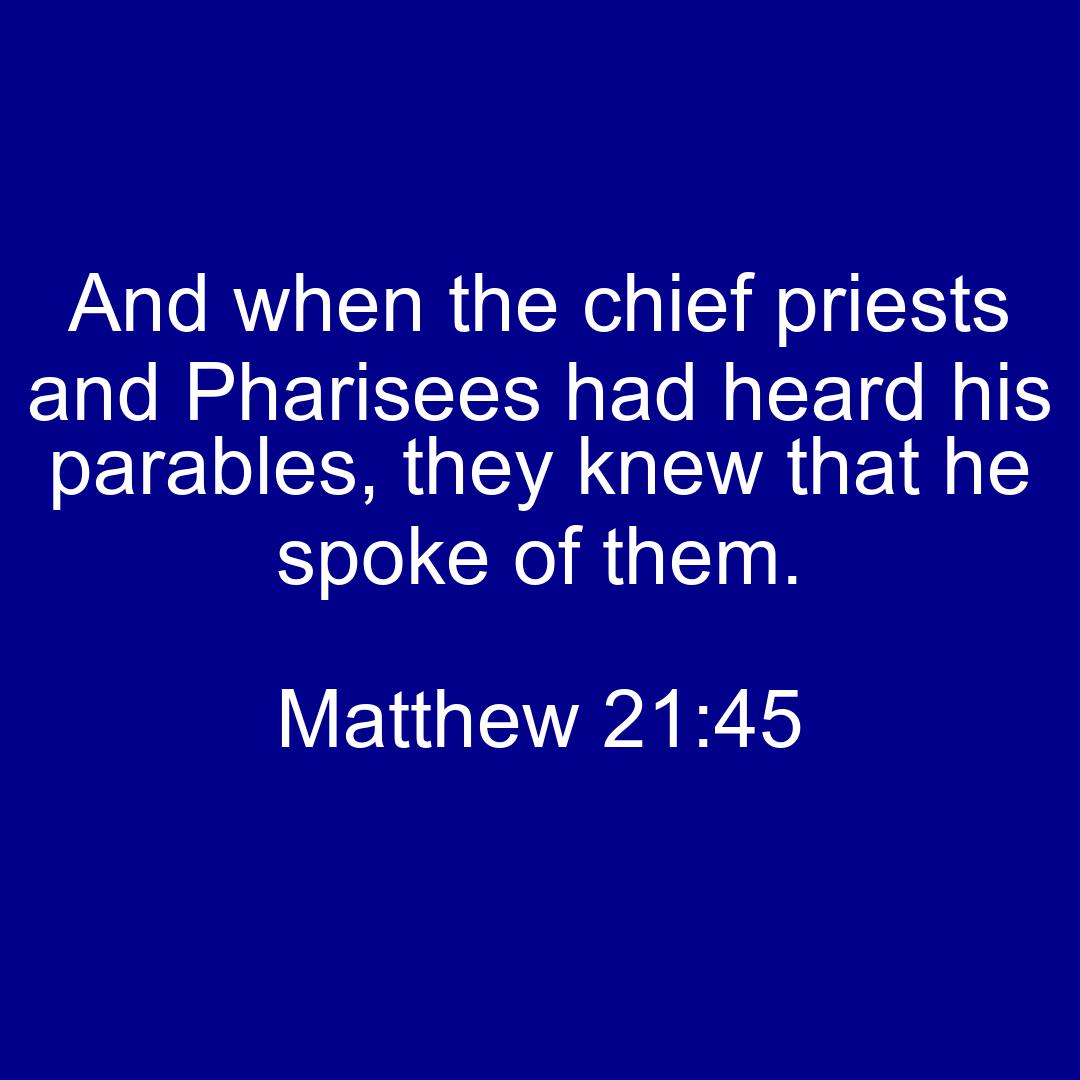 And when the chief priests
and Pharisees had heard his
parables, they knew that he
spoke of them.
Matthew 21:45